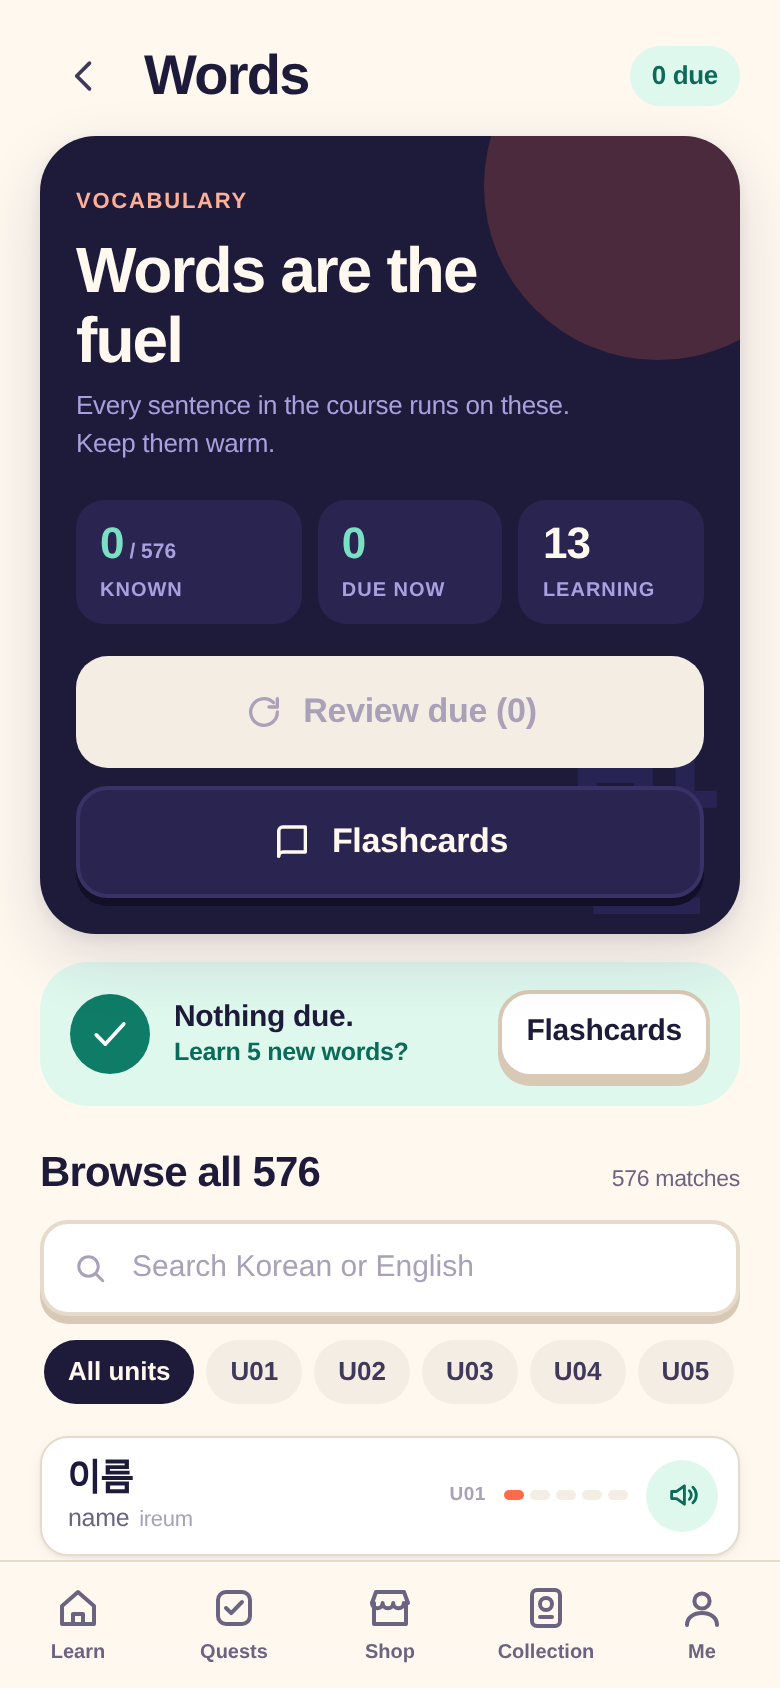 Words
0 due
VOCABULARY
Words are the
fuel
Every sentence in the course runs on these.
Keep them warm.
0 / 576
KNOWN
0
DUE NOW
13
LEARNING
Review due (0)
Flashcards
Nothing due.
Learn 5 new words?
Flashcards
Browse all 576
576 matches
Search Korean or English
All units
U01
U02
U03
U04
U05
이름
name ireum
U01
Learn
Quests
Shop
Collection
Me